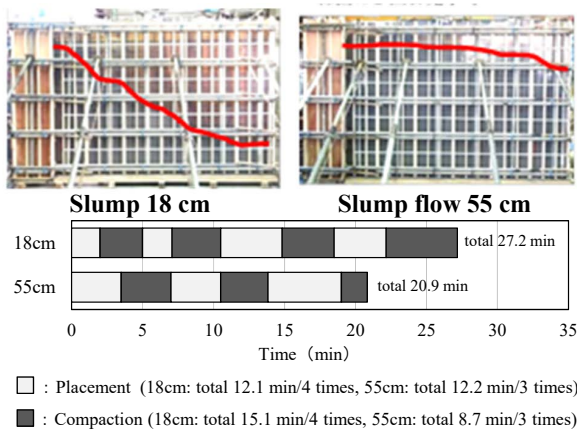 Slump 18 cm
Slump flow 55 cm
18cm
total 27.2 min
55cm
total 20.9 min
0 5 10 15 20 25 30 35
Time（min）
: Placement (18cm: total 12.1 min/4 times, 55cm: total 12.2 min/3 times)
: Compaction (18cm: total 15.1 min/4 times, 55cm: total 8.7 min/3 times)